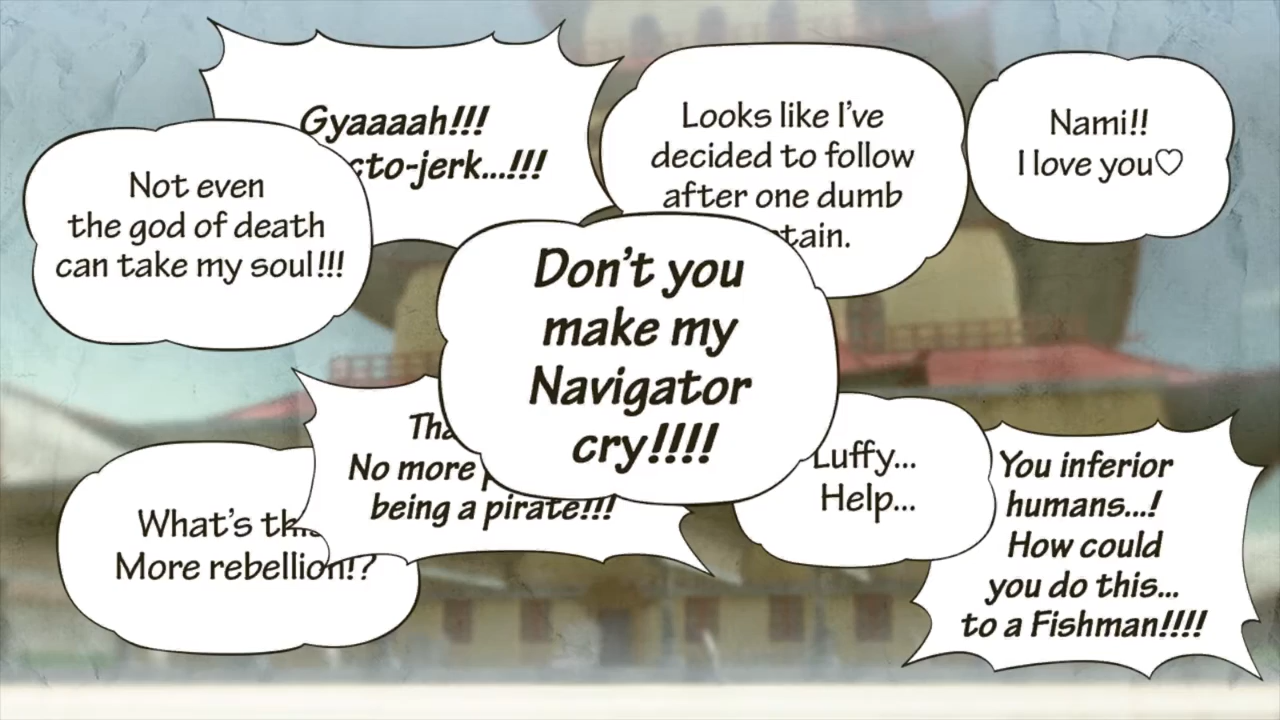 Gyaaaah!!!
cto-jerk...!!!
Looks like I've
decided to follow
after one dumb
tain.
Nami!!
I love you♡
Not even
the god of death
can take my soul!!!
Don't you
make my
Navigator
cry!!!!
No more
being a pirate!!!
Luffy...
Help...
You inferior
humans...!
How could
you do this...
to a Fishman!!!!
What's
More rebellion!?